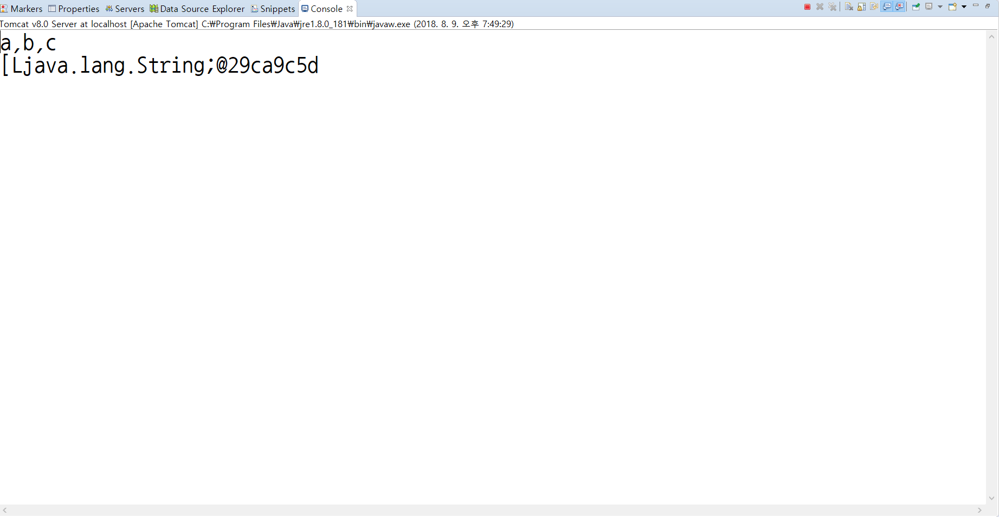 Markers Properties Servers Data Source Explorer Snippets Console
Tomcat v8.0 Server at localhost [Apache Tomcat] C:₩Program Files₩Java₩jre1.8.0_181₩bin₩javaw.exe (2018. 8. 9. 오후 7:49:29)
a,b,c
[Ljava.lang.String;@29ca9c5d